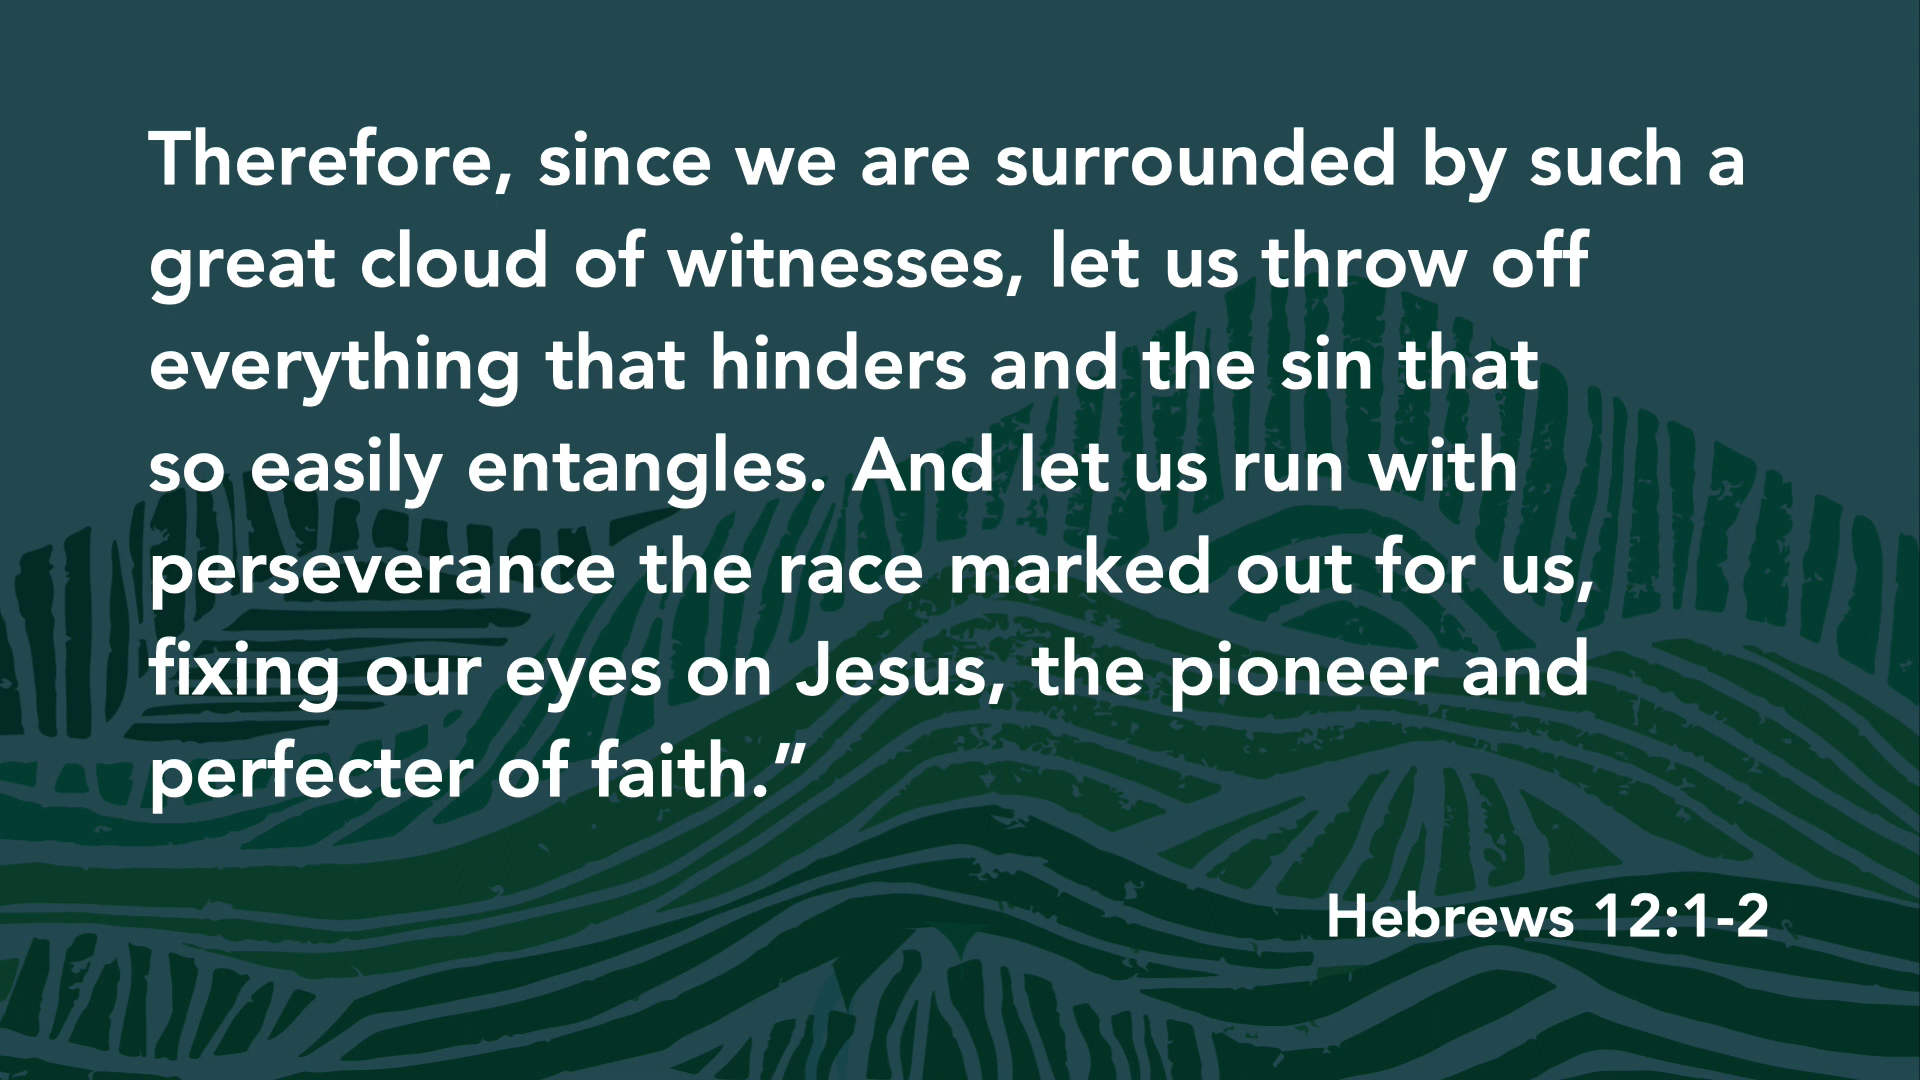 Therefore, since we are surrounded by such a
great cloud of witnesses, let us throw off
everything that hinders and the sin that
so easily entangles. And let us run with
perseverance the race marked out for us,
fixing our eyes on Jesus, the pioneer and
perfecter of faith.”
Hebrews 12:1-2